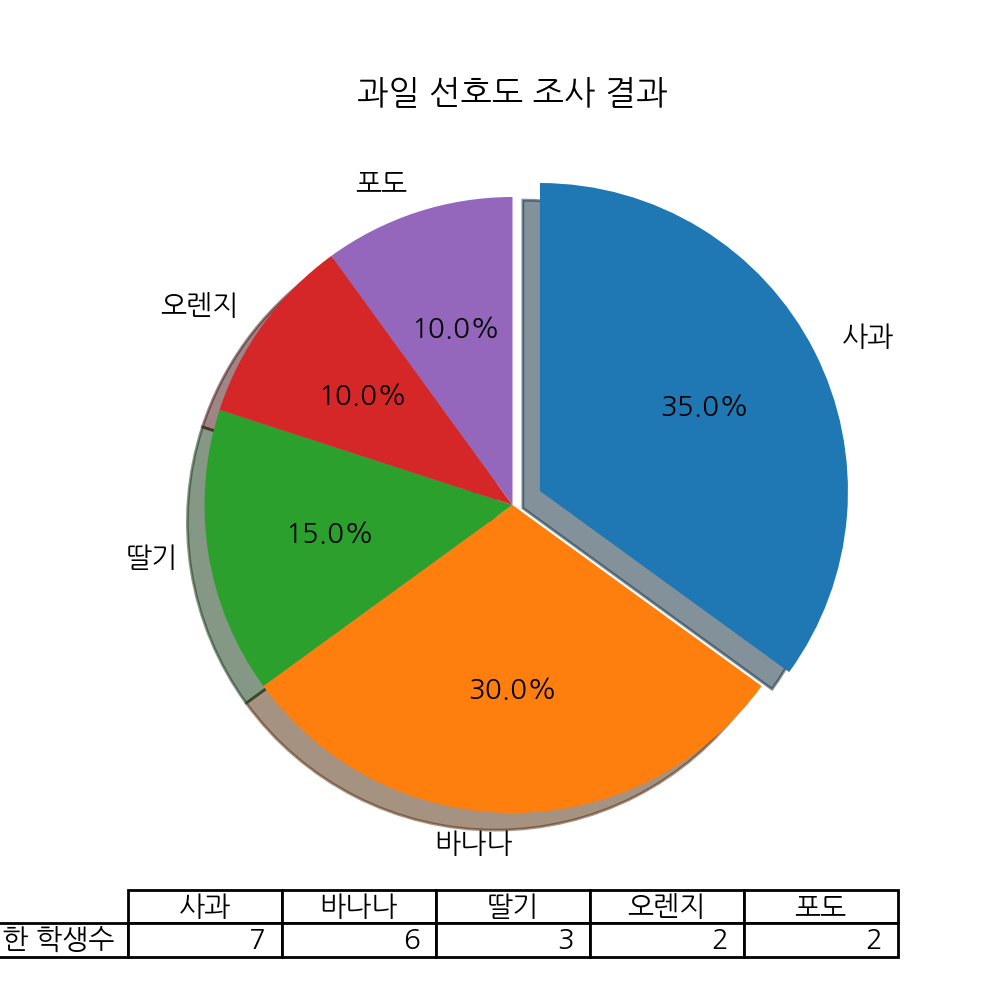 과일 선호도 조사 결과
포도
오렌지
사과
10.0%
10.0%
35.0%
15.0%
딸기
30.0%
바나나
사과 바나나 딸기 오렌지 포도
한 학생수 7 6 3 2 2